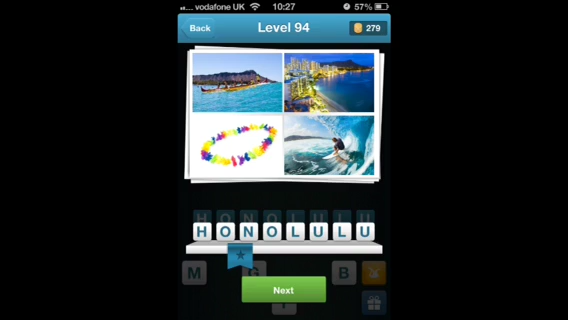 vodafone UK 10:27 57%
Back Level 94 279
HONOLULU
HONOLULU
M G B
Next